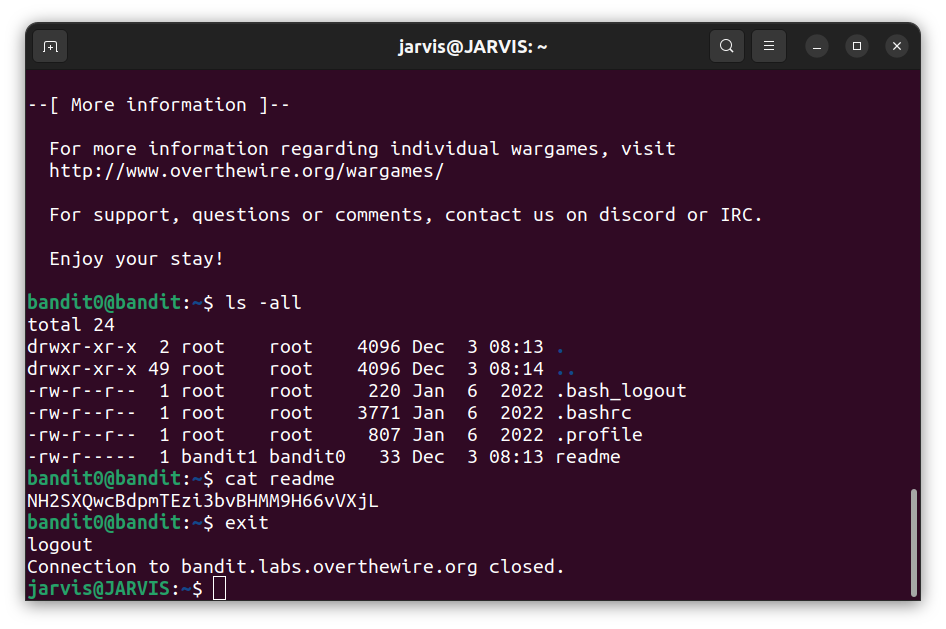 jarvis@JARVIS: ~
--[ More information ]--
For more information regarding individual wargames, visit
http://www.overthewire.org/wargames/
For support, questions or comments, contact us on discord or IRC.
Enjoy your stay!
bandit0@bandit:~$ ls -all
total 24
drwxr-xr-x  2 root    root    4096 Dec  3 08:13 .
drwxr-xr-x 49 root    root    4096 Dec  3 08:14 ..
-rw-r--r--  1 root    root     220 Jan  6  2022 .bash_logout
-rw-r--r--  1 root    root    3771 Jan  6  2022 .bashrc
-rw-r--r--  1 root    root     807 Jan  6  2022 .profile
-rw-r-----  1 bandit1 bandit0   33 Dec  3 08:13 readme
bandit0@bandit:~$ cat readme
NH2SXQwcBdpmTEzi3bvBHMM9H66vVXjL
bandit0@bandit:~$ exit
logout
Connection to bandit.labs.overthewire.org closed.
jarvis@JARVIS:~$